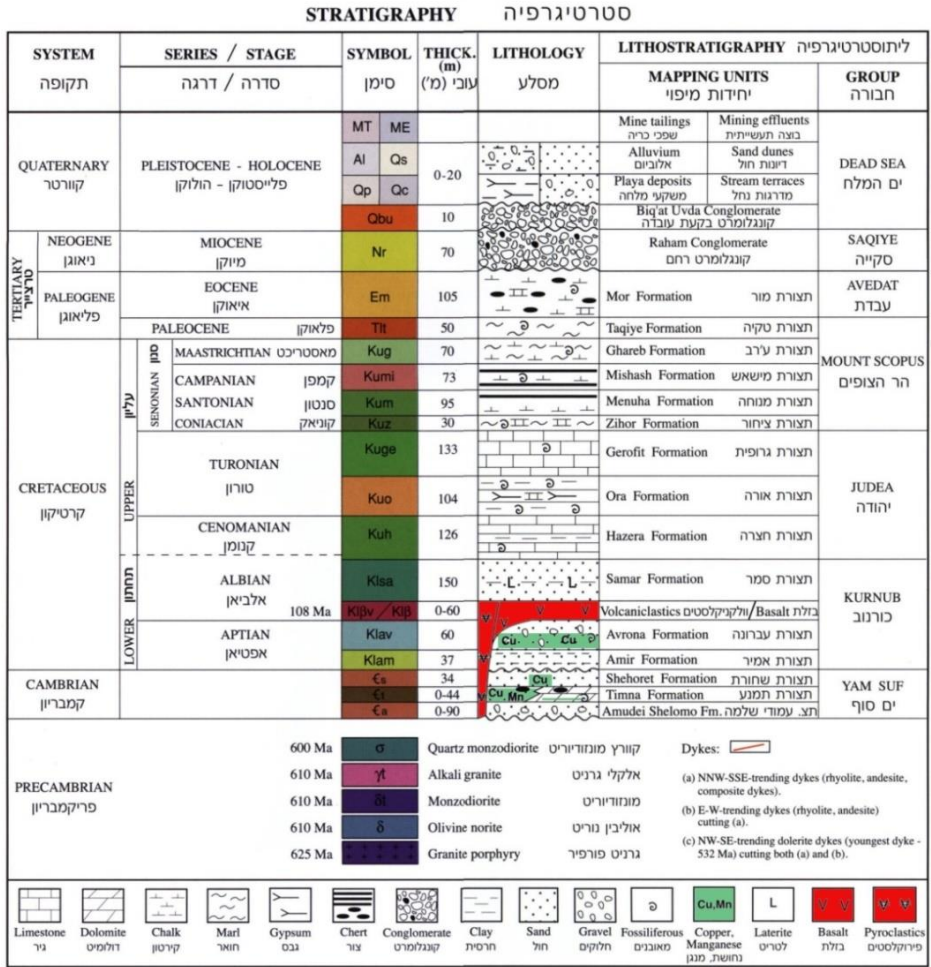 STRATIGRAPHY סטרטיגרפיה
SYSTEM
תקופה
SERIES / STAGE
סדרה / דרגה
SYMBOL
סימן
THICK.
(m)
עובי (מ')
LITHOLOGY
מסלע
LITHOSTRATIGRAPHY ליתוסטרטיגרפיה
MAPPING UNITS
יחידות מיפוי
GROUP
חבורה
QUATERNARY
קוורטר
PLEISTOCENE - HOLOCENE
פלייסטוקן - הולוקן
MT ME
Al Qs
Qp Qc
0-20
Mine tailings
שפכי כריה
Mining effluents
בוצה תעשייתית
Alluvium
אלוביום
Sand dunes
דיונות חול
Playa deposits
משקעי מלחה
Stream terraces
מדרגות נחל
DEAD SEA
ים המלח
Qbu
10
Biq'at Uvda Conglomerate
קונגלומרט בקעת עובדה
TERTIARY
טרצייר
NEOGENE
ניאוגן
MIOCENE
מיוקן
Nr
70
Raham Conglomerate
קונגלומרט רחם
SAQIYE
סקייה
PALEOGENE
פליאוגן
EOCENE
איאוקן
Em
105
Mor Formation תצורת מור
AVEDAT
עבדת
PALEOCENE פלאוקן
Tlt
50
Taqiye Formation תצורת טקיה
MOUNT SCOPUS
הר הצופים
CRETACEOUS
קרטיקון
UPPER
עליון
SENONIAN
סנון
MAASTRICHTIAN מאסטריכט
Kug
70
Ghareb Formation תצורת ע'רב
CAMPANIAN קמפן
Kumi
73
Mishash Formation תצורת מישאש
SANTONIAN סנטון
Kum
95
Menuha Formation תצורת מנוחה
CONIACIAN קוניאק
Kuz
30
Zihor Formation תצורת ציחור
TURONIAN
טורון
Kuge
133
Gerofit Formation תצורת גרופית
Kuo
104
Ora Formation תצורת אורה
JUDEA
יהודה
CENOMANIAN
קנומן
Kuh
126
Hazera Formation תצורת חצרה
LOWER
תחתון
ALBIAN
אלביאן
Klsa
150
L L
Samar Formation תצורת סמר
KURNUB
כורנוב
108 Ma
Klβv / Klβ
0-60
Volcaniclastics וולקניקלסטים/Basalt בזלת
APTIAN
אפטיאן
Klav
60
Cu Cu
Avrona Formation תצורת עברונה
Klam
37
Amir Formation תצורת אמיר
CAMBRIAN
קמבריון
Єs
34
Cu
Shehoret Formation תצורת שחורת
Єt
0-44
Cu Mn
Timna Formation תצורת תמנע
Єa
0-90
Amudei Shelomo Fm. תצ. עמודי שלמה
YAM SUF
ים סוף
PRECAMBRIAN
פריקמבריון
600 Ma σ Quartz monzodiorite קוורץ מונזודיוריט
610 Ma γt Alkali granite אלקלי גרניט
610 Ma δt Monzodiorite מונזודיוריט
610 Ma δ Olivine norite אוליבין נוריט
625 Ma Granite porphyry גרניט פורפיר
Dykes:
(a) NNW-SSE-trending dykes (rhyolite, andesite,
composite dykes).
(b) E-W-trending dykes (rhyolite, andesite)
cutting (a).
(c) NW-SE-trending dolerite dykes (youngest dyke -
532 Ma) cutting both (a) and (b).
Cu,Mn L V V
Limestone Dolomite Chalk Marl Gypsum Chert Conglomerate Clay Sand Gravel Fossiliferous Copper, Manganese Laterite Basalt Pyroclastics
גיר דולומיט קירטון חואר גבס צור קונגלומרט חרסית חול חלוקים מאובנים נחושת, מנגן לטריט בזלת פירוקלסטים